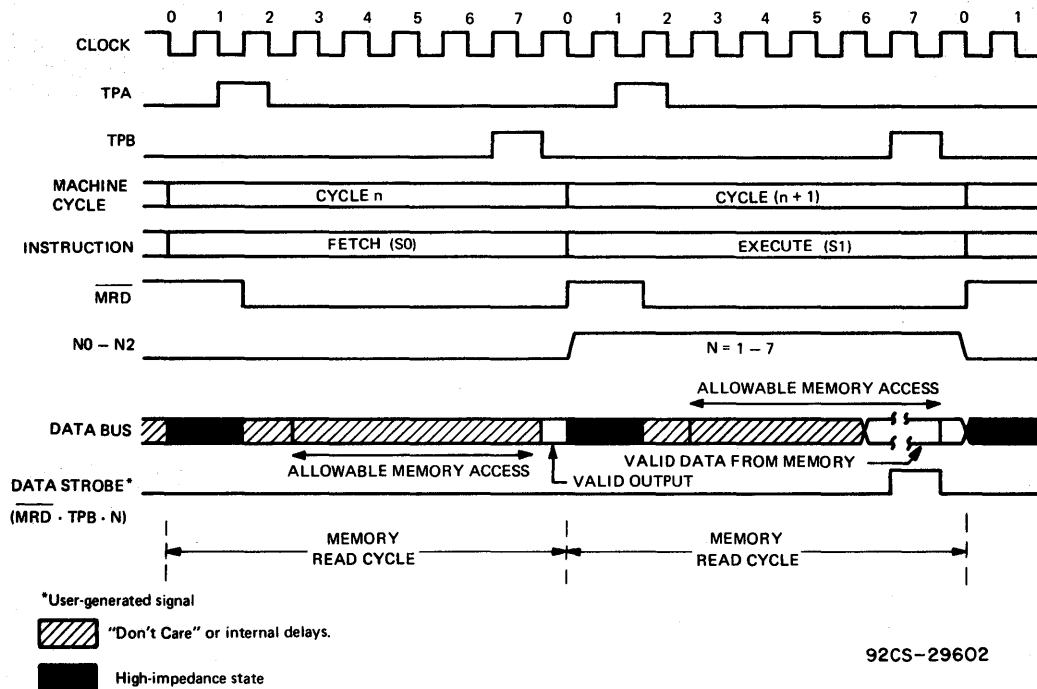 0 1 2 3 4 5 6 7 0 1 2 3 4 5 6 7 0 1
CLOCK
TPA
TPB
MACHINE
CYCLE
CYCLE n
CYCLE (n + 1)
INSTRUCTION
FETCH (S0)
EXECUTE (S1)
MRD
N0 – N2
N = 1 – 7
ALLOWABLE MEMORY ACCESS
DATA BUS
ALLOWABLE MEMORY ACCESS
VALID DATA FROM MEMORY
VALID OUTPUT
DATA STROBE*
(MRD · TPB · N)
MEMORY
READ CYCLE
MEMORY
READ CYCLE
*User-generated signal
"Don't Care" or internal delays.
High-impedance state
92CS-29602